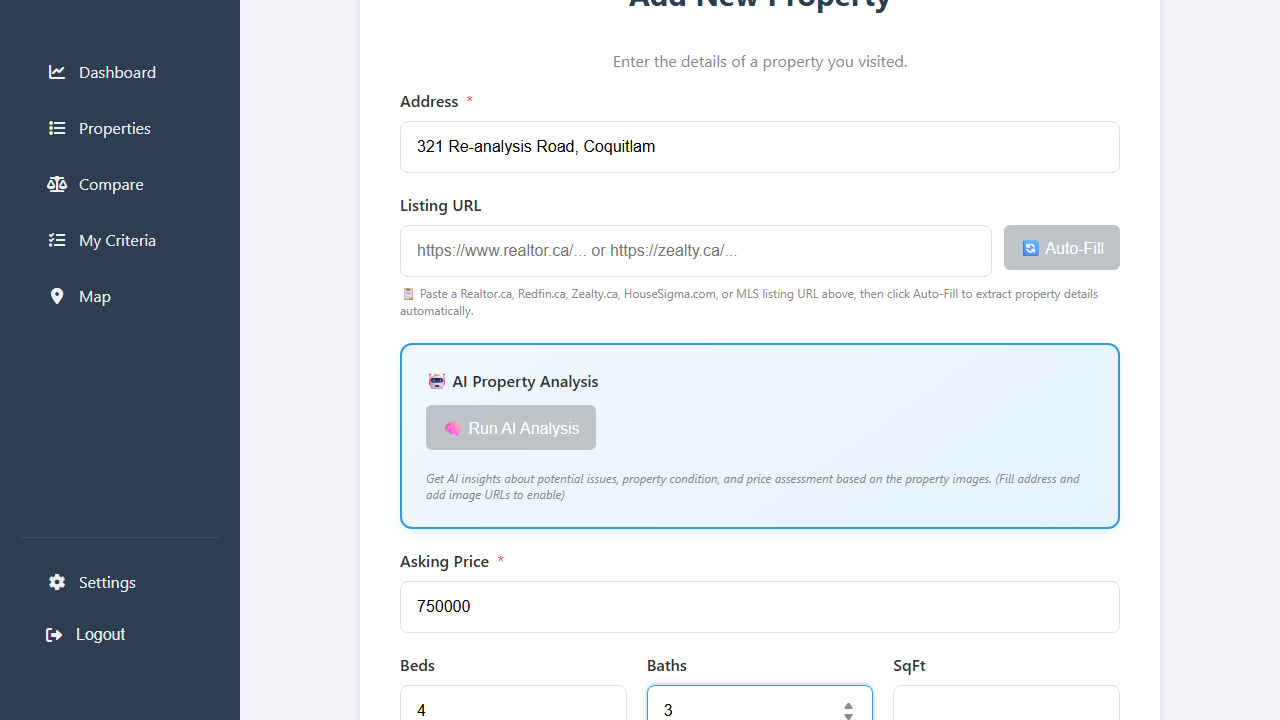 Add New Property
Dashboard
Properties
Compare
My Criteria
Map
Settings
Logout
Enter the details of a property you visited.
Address *
321 Re-analysis Road, Coquitlam
Listing URL
https://www.realtor.ca/... or https://zealty.ca/...
Auto-Fill
Paste a Realtor.ca, Redfin.ca, Zealty.ca, HouseSigma.com, or MLS listing URL above, then click Auto-Fill to extract property details
automatically.
AI Property Analysis
Run AI Analysis
Get AI insights about potential issues, property condition, and price assessment based on the property images. (Fill address and
add image URLs to enable)
Asking Price *
750000
Beds
Baths
SqFt
4
3